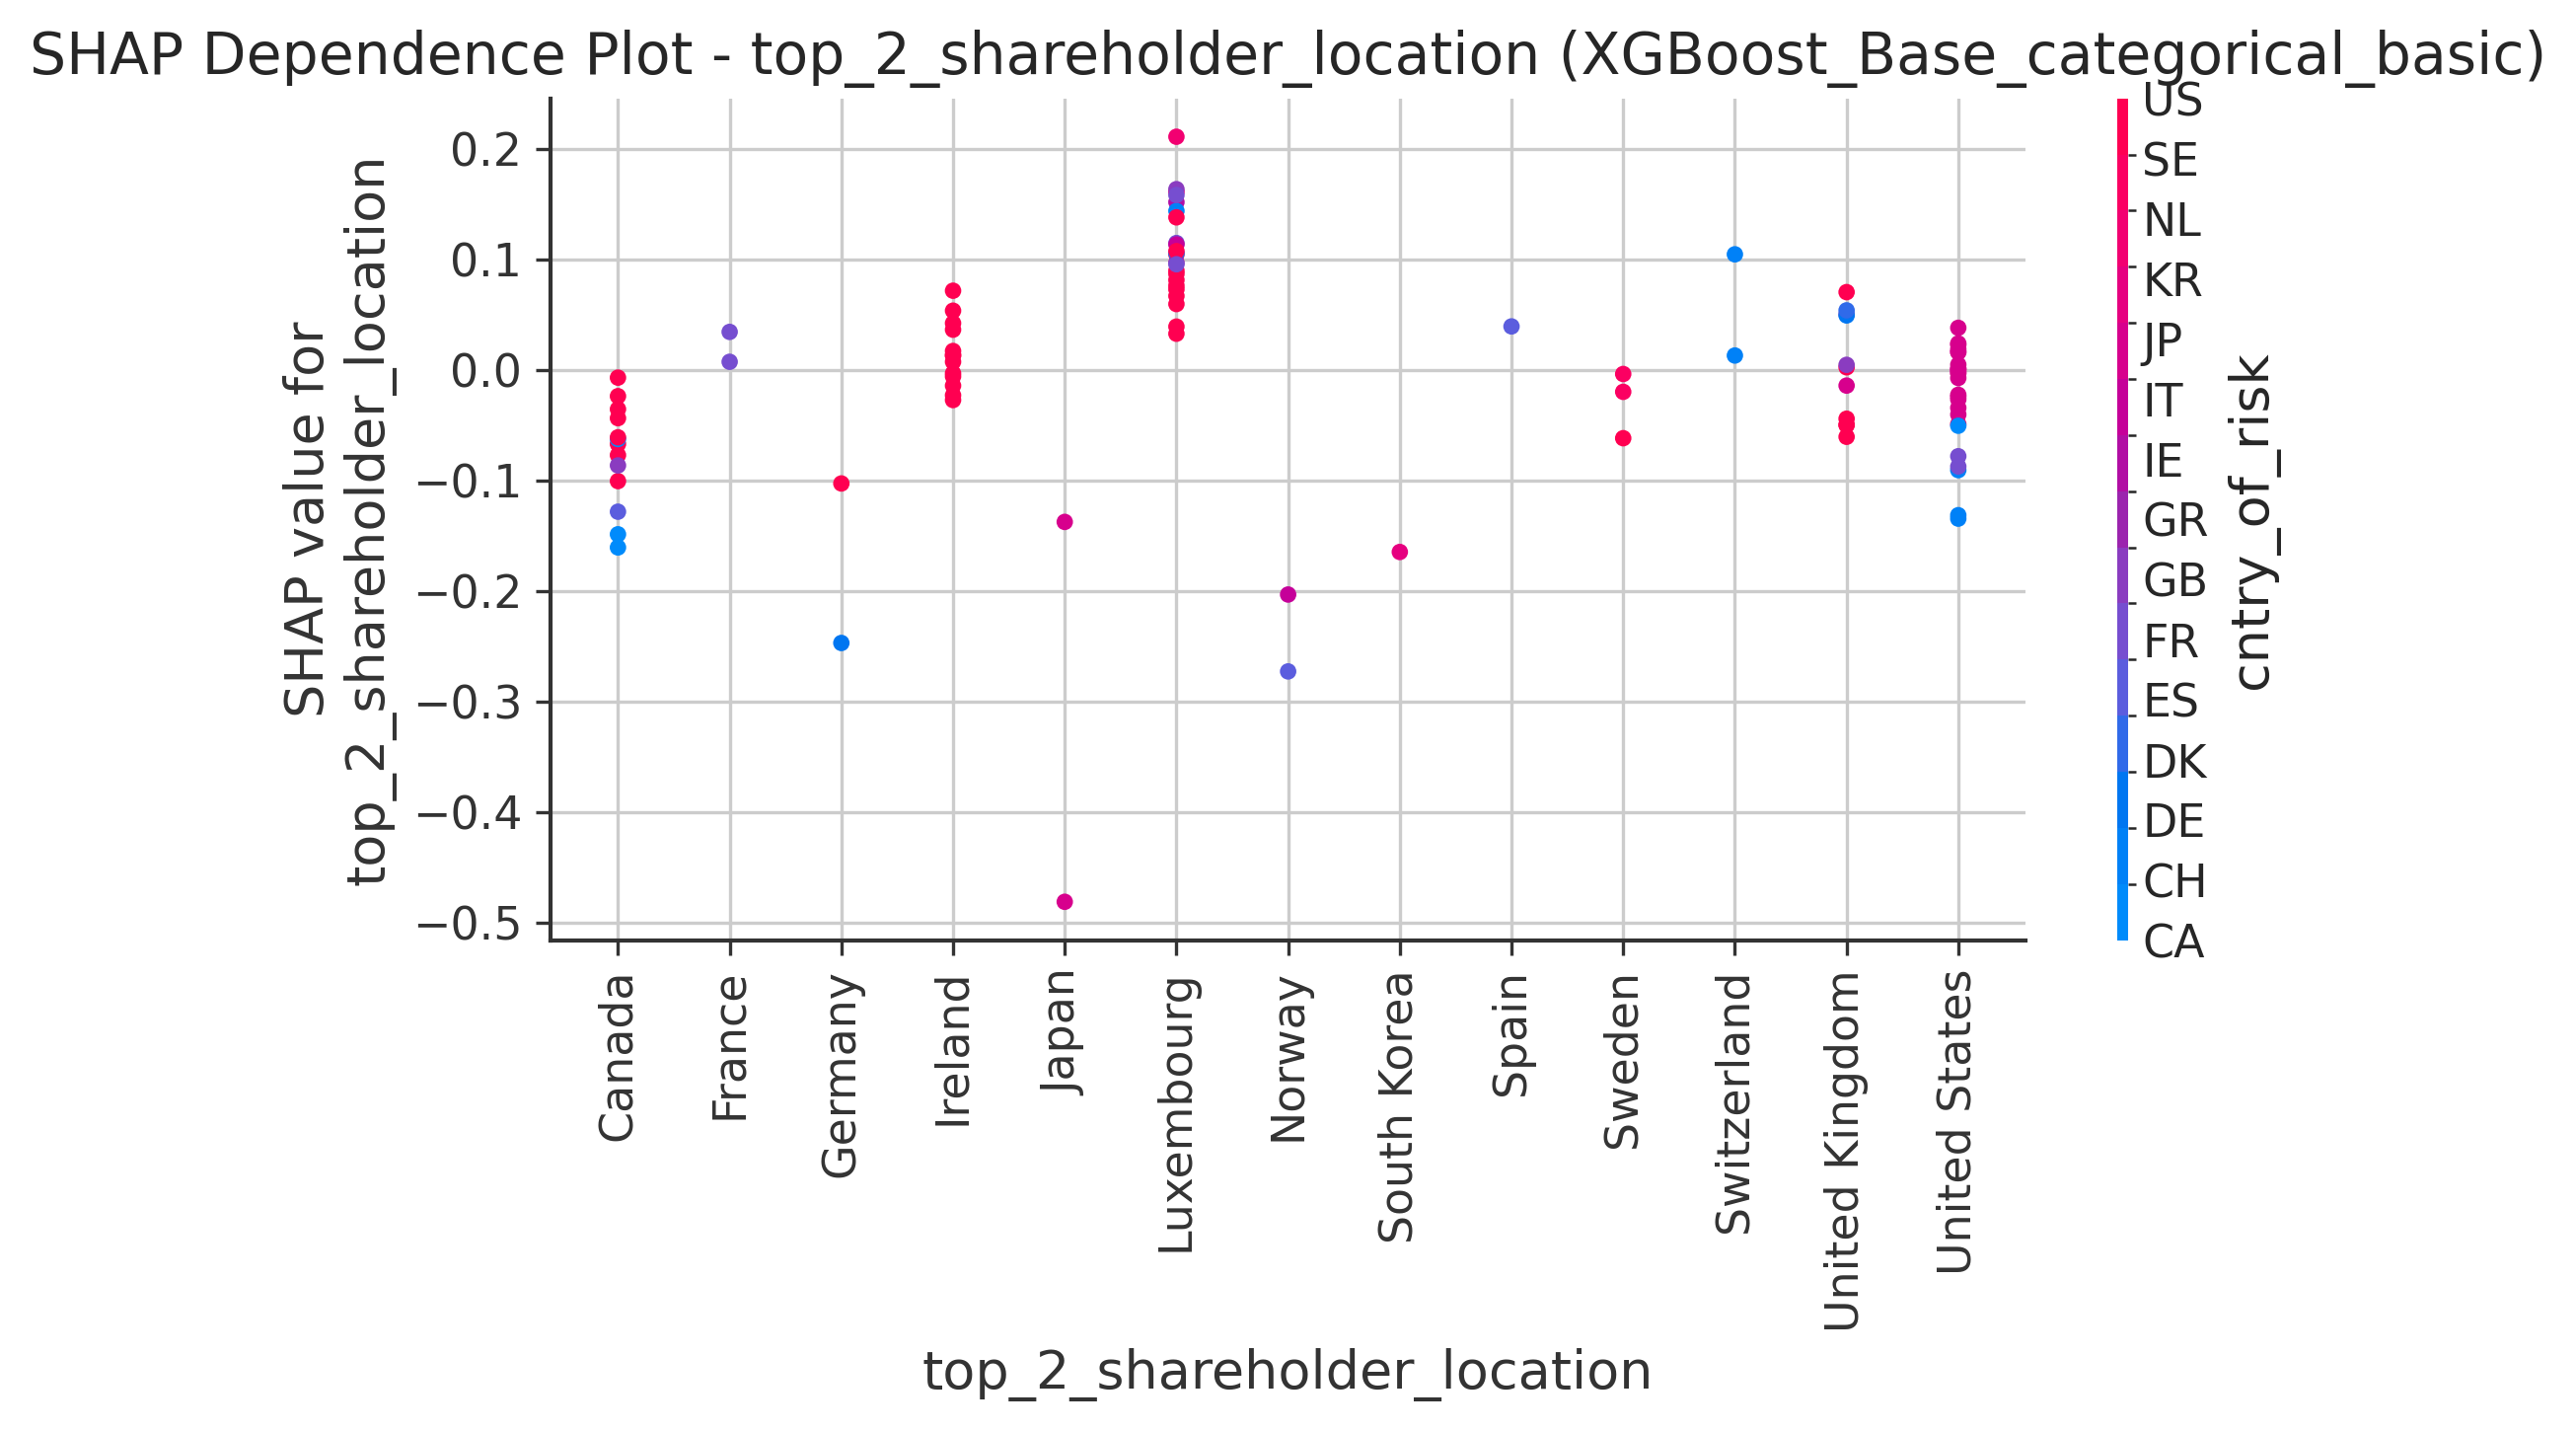 SHAP Dependence Plot - top_2_shareholder_location (XGBoost_Base_categorical_basic)
SHAP value for
top_2_shareholder_location
0.2
0.1
0.0
−0.1
−0.2
−0.3
−0.4
−0.5
Canada
France
Germany
Ireland
Japan
Luxembourg
Norway
South Korea
Spain
Sweden
Switzerland
United Kingdom
United States
top_2_shareholder_location
US
SE
NL
KR
JP
IT
IE
GR
GB
FR
ES
DK
DE
CH
CA
cntry_of_risk